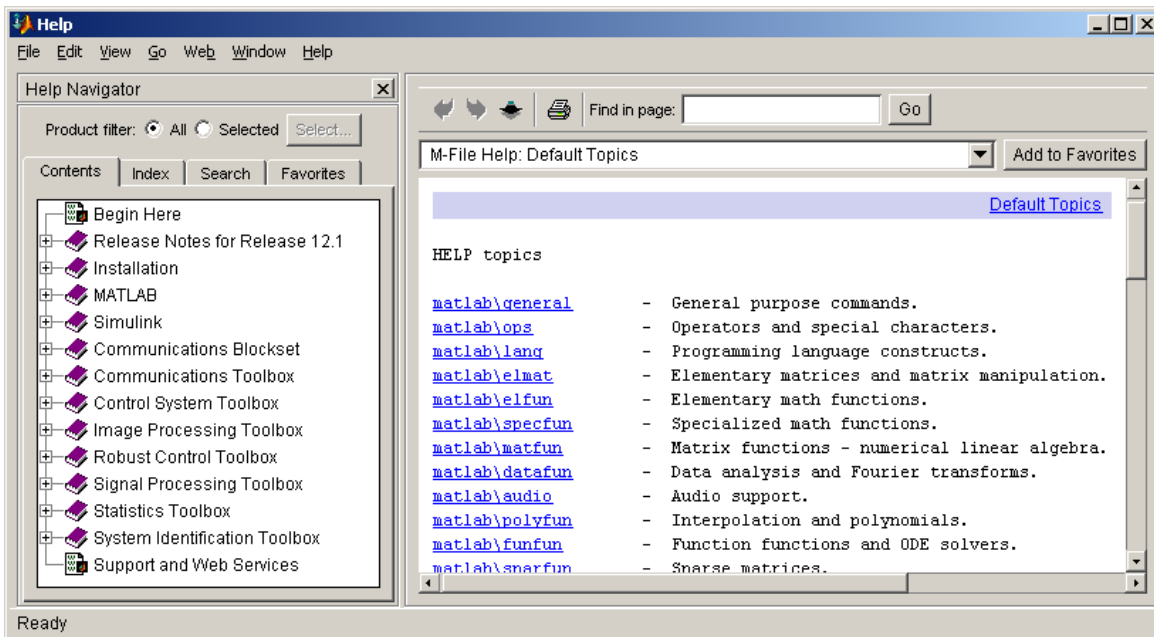 Help
File Edit View Go Web Window Help
Help Navigator
Product filter: All Selected Select...
Contents Index Search Favorites
Begin Here
Release Notes for Release 12.1
Installation
MATLAB
Simulink
Communications Blockset
Communications Toolbox
Control System Toolbox
Image Processing Toolbox
Robust Control Toolbox
Signal Processing Toolbox
Statistics Toolbox
System Identification Toolbox
Support and Web Services
Find in page: Go
M-File Help: Default Topics Add to Favorites
Default Topics
HELP topics
matlab\general - General purpose commands.
matlab\ops - Operators and special characters.
matlab\lang - Programming language constructs.
matlab\elmat - Elementary matrices and matrix manipulation.
matlab\elfun - Elementary math functions.
matlab\specfun - Specialized math functions.
matlab\matfun - Matrix functions - numerical linear algebra.
matlab\datafun - Data analysis and Fourier transforms.
matlab\audio - Audio support.
matlab\polyfun - Interpolation and polynomials.
matlab\funfun - Function functions and ODE solvers.
matlab\sparfun - Sparse matrices.
Ready